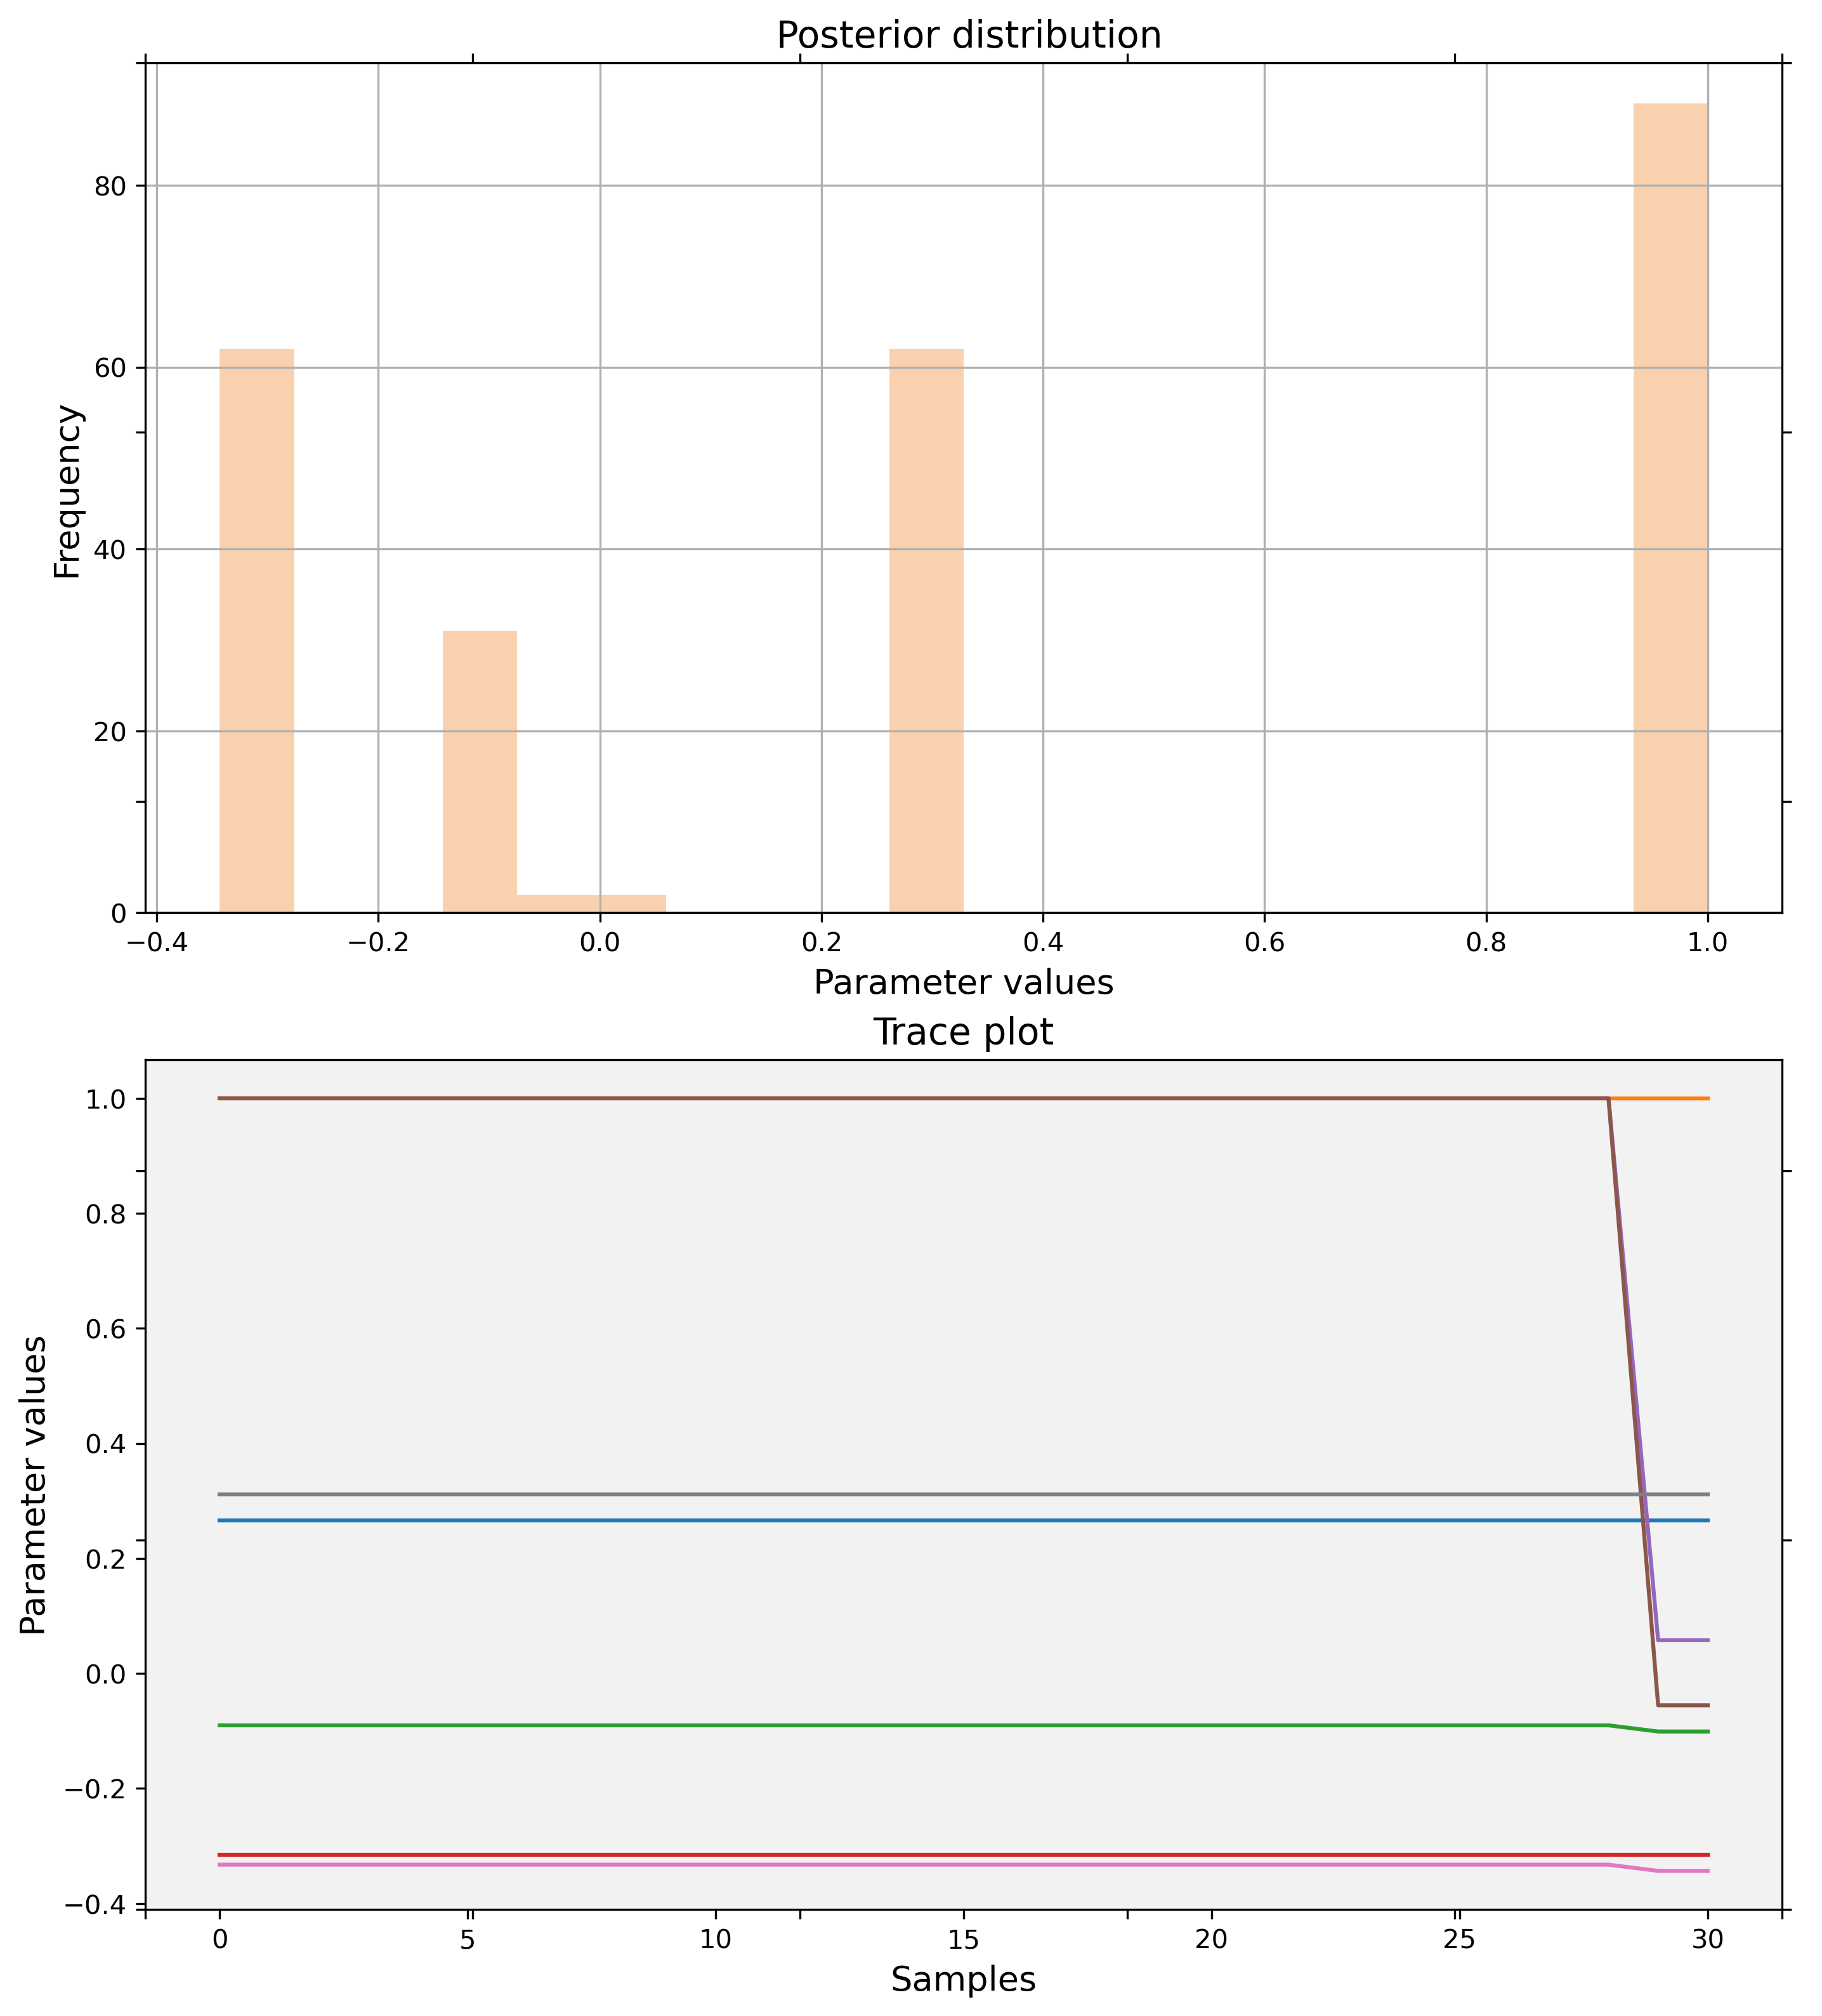 Posterior distribution
80
60
40
20
0
Frequency
−0.4 −0.2 0.0 0.2 0.4 0.6 0.8 1.0
Parameter values
Trace plot
1.0
0.8
0.6
0.4
0.2
0.0
−0.2
−0.4
Parameter values
0 5 10 15 20 25 30
Samples